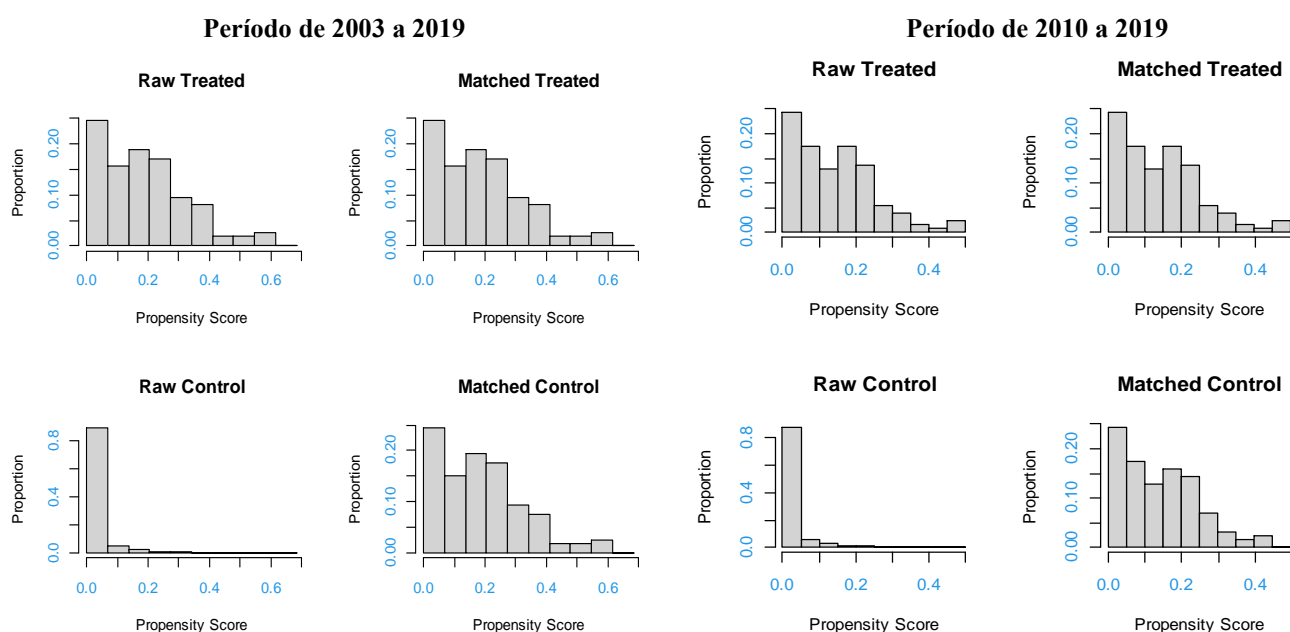 Período de 2003 a 2019
Raw Treated
Proportion
0.00 0.10 0.20
0.0 0.2 0.4 0.6
Propensity Score
Matched Treated
Proportion
0.00 0.10 0.20
0.0 0.2 0.4 0.6
Propensity Score
Raw Control
Proportion
0.0 0.4 0.8
0.0 0.2 0.4 0.6
Propensity Score
Matched Control
Proportion
0.00 0.10 0.20
0.0 0.2 0.4 0.6
Propensity Score
Período de 2010 a 2019
Raw Treated
Proportion
0.00 0.10 0.20
0.0 0.2 0.4
Propensity Score
Matched Treated
Proportion
0.00 0.10 0.20
0.0 0.2 0.4
Propensity Score
Raw Control
Proportion
0.0 0.4 0.8
0.0 0.2 0.4
Propensity Score
Matched Control
Proportion
0.00 0.10 0.20
0.0 0.2 0.4
Propensity Score